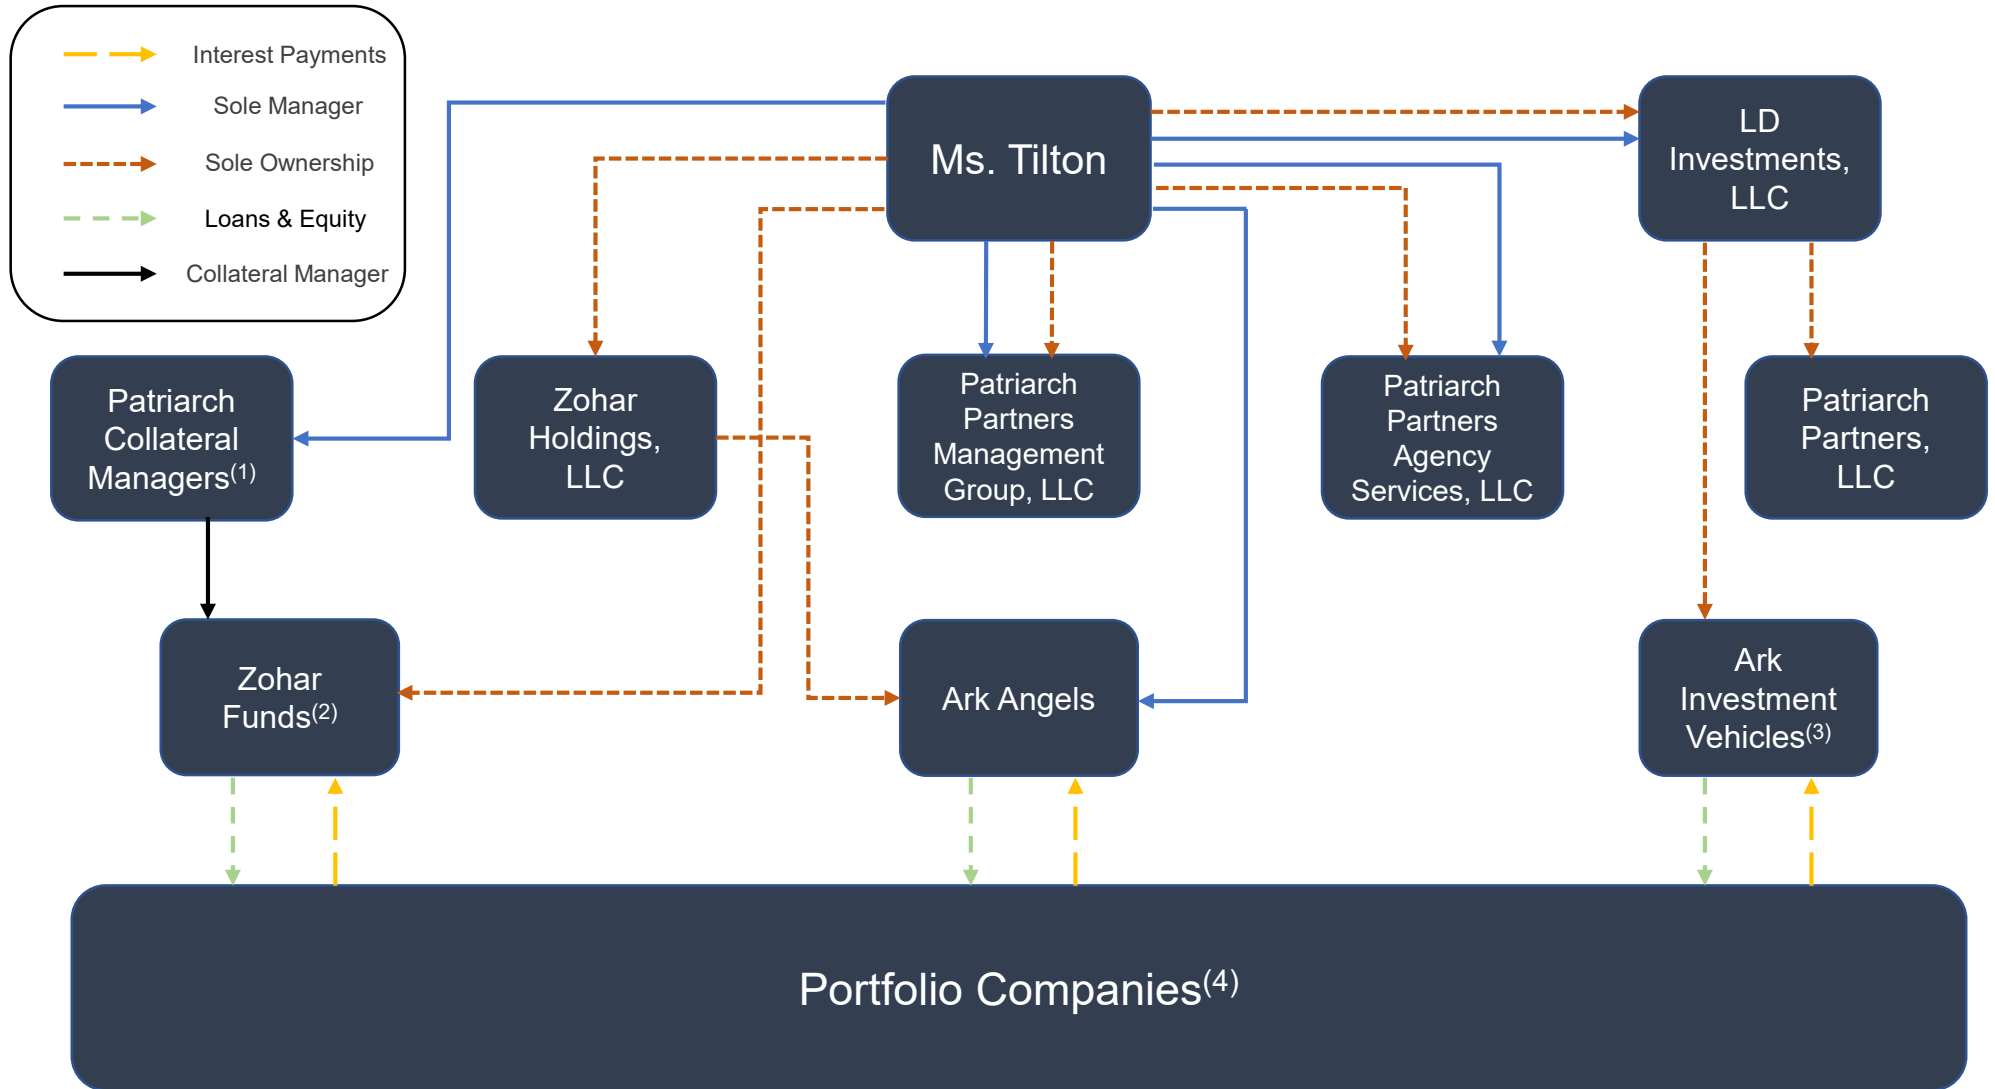 Interest Payments
Sole Manager
Sole Ownership
Loans & Equity
Collateral Manager
Ms. Tilton
LD
Investments,
LLC
Patriarch
Collateral
Managers(1)
Zohar
Holdings,
LLC
Patriarch
Partners
Management
Group, LLC
Patriarch
Partners
Agency
Services, LLC
Patriarch
Partners,
LLC
Zohar
Funds(2)
Ark Angels
Ark
Investment
Vehicles(3)
Portfolio Companies(4)